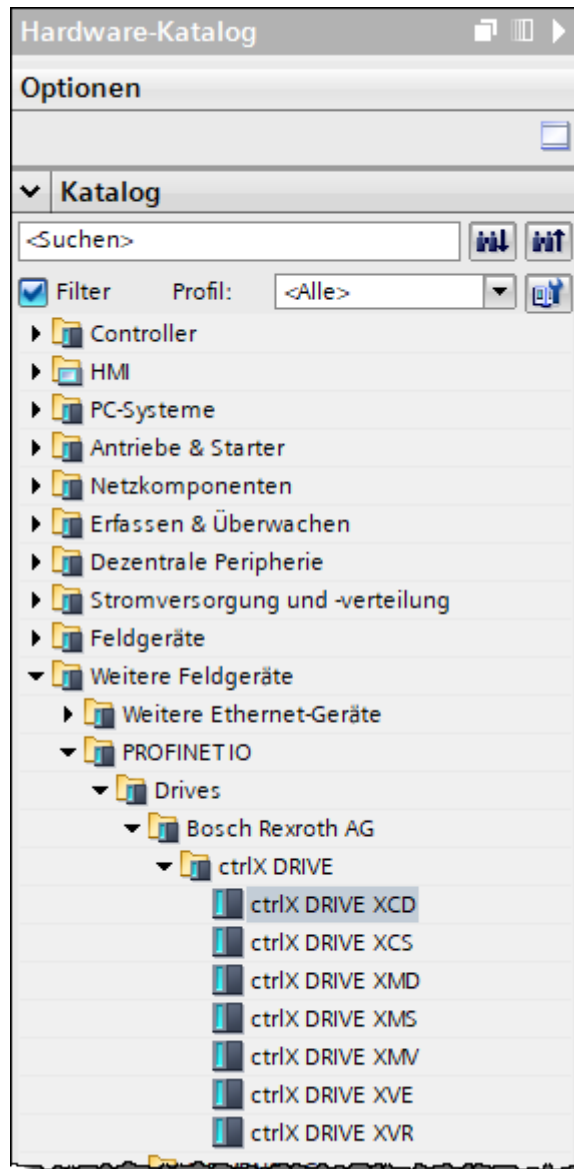 Hardware-Katalog
Optionen
Katalog
<Suchen>
Filter Profil: <Alle>
Controller
HMI
PC-Systeme
Antriebe & Starter
Netzkomponenten
Erfassen & Überwachen
Dezentrale Peripherie
Stromversorgung und -verteilung
Feldgeräte
Weitere Feldgeräte
Weitere Ethernet-Geräte
PROFINET IO
Drives
Bosch Rexroth AG
ctrlX DRIVE
ctrlX DRIVE XCD
ctrlX DRIVE XCS
ctrlX DRIVE XMD
ctrlX DRIVE XMS
ctrlX DRIVE XMV
ctrlX DRIVE XVE
ctrlX DRIVE XVR